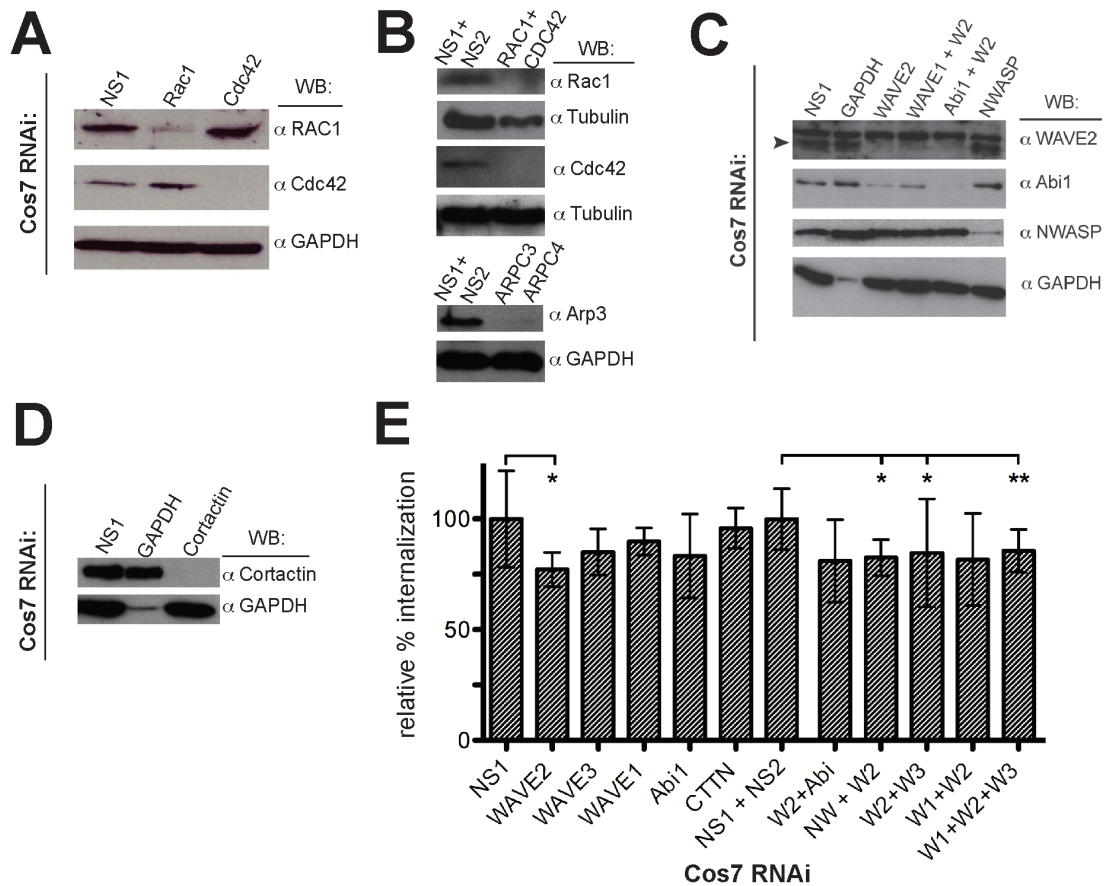 A
Cos7 RNAi:
NS1
Rac1
Cdc42
WB:
α RAC1
α Cdc42
α GAPDH
B
NS1+
NS2
RAC1+
CDC42
WB:
α Rac1
α Tubulin
α Cdc42
α Tubulin
NS1+
NS2
ARPC3
ARPC4
α Arp3
α GAPDH
C
Cos7 RNAi:
NS1
GAPDH
WAVE2
WAVE1 + W2
Abi1 + W2
NWASP
WB:
α WAVE2
α Abi1
α NWASP
α GAPDH
D
Cos7 RNAi:
NS1
GAPDH
Cortactin
WB:
α Cortactin
α GAPDH
E
relative % internalization
100
50
0
*
*
*
**
NS1
WAVE2
WAVE3
WAVE1
Abi1
CTTN
NS1 + NS2
W2+Abi
NW + W2
W2+W3
W1+W2
W1+W2+W3
Cos7 RNAi